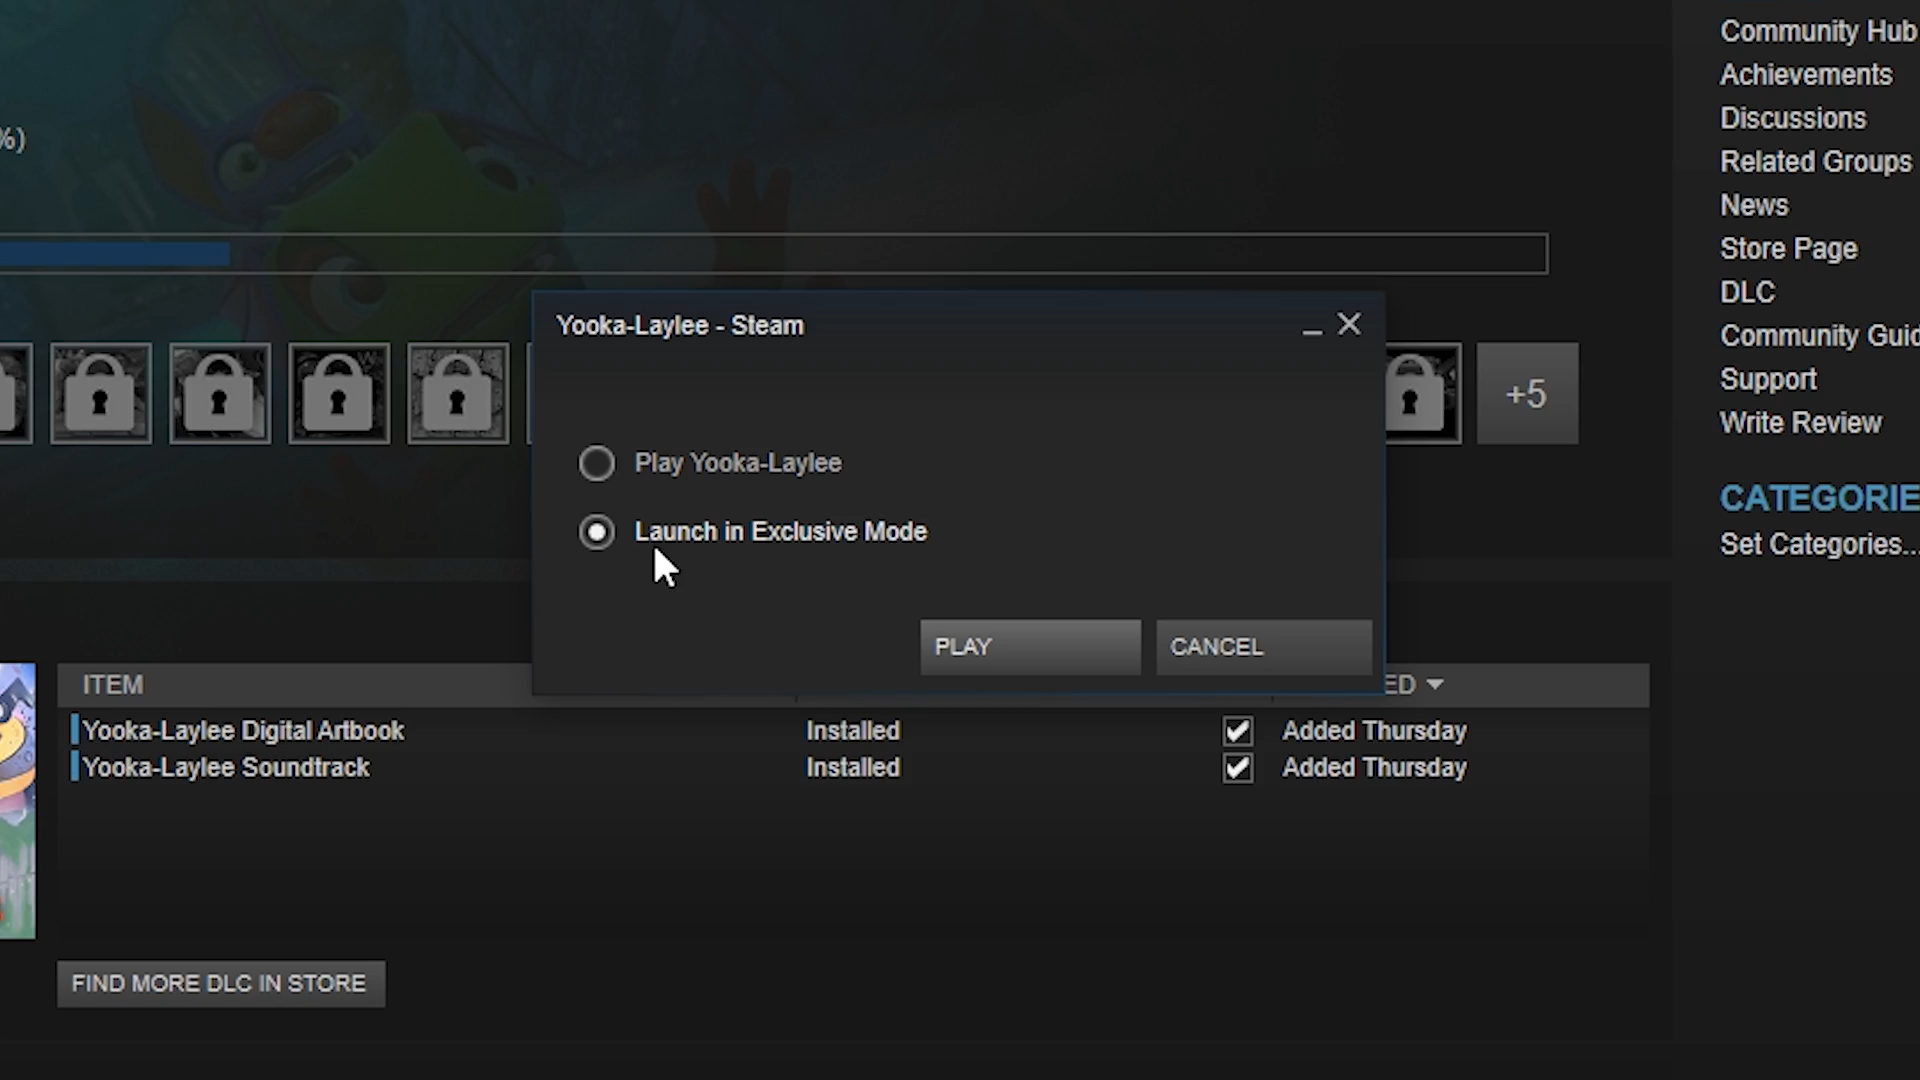 %)
Community Hub
Achievements
Discussions
Related Groups
News
Store Page
DLC
Community Guid
Support
Write Review
CATEGORIE
Set Categories...
+5
Yooka-Laylee - Steam
Play Yooka-Laylee
Launch in Exclusive Mode
PLAY
CANCEL
ITEM
ED
Yooka-Laylee Digital Artbook Installed Added Thursday
Yooka-Laylee Soundtrack Installed Added Thursday
FIND MORE DLC IN STORE